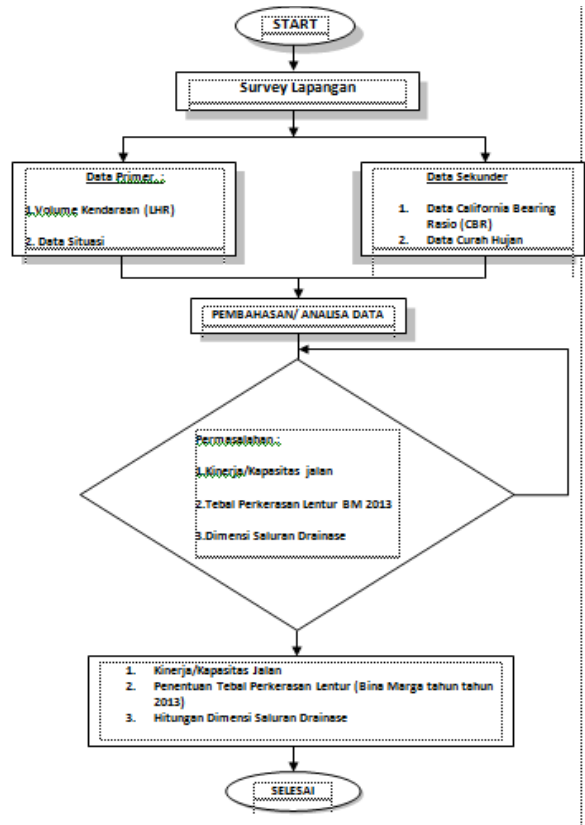 START
Survey Lapangan
Data Primer :
1.Volume Kendaraan (LHR)
2. Data Situasi
Data Sekunder
1. Data California Bearing
Rasio (CBR)
2. Data Curah Hujan
PEMBAHASAN/ ANALISA DATA
Permasalahan :
1.Kinerja/Kapasitas jalan
2.Tebal Perkerasan Lentur BM 2013
3.Dimensi Saluran Drainase
1. Kinerja/Kapasitas Jalan
2. Penentuan Tebal Perkerasan Lentur (Bina Marga tahun tahun
2013)
3. Hitungan Dimensi Saluran Drainase
SELESAI